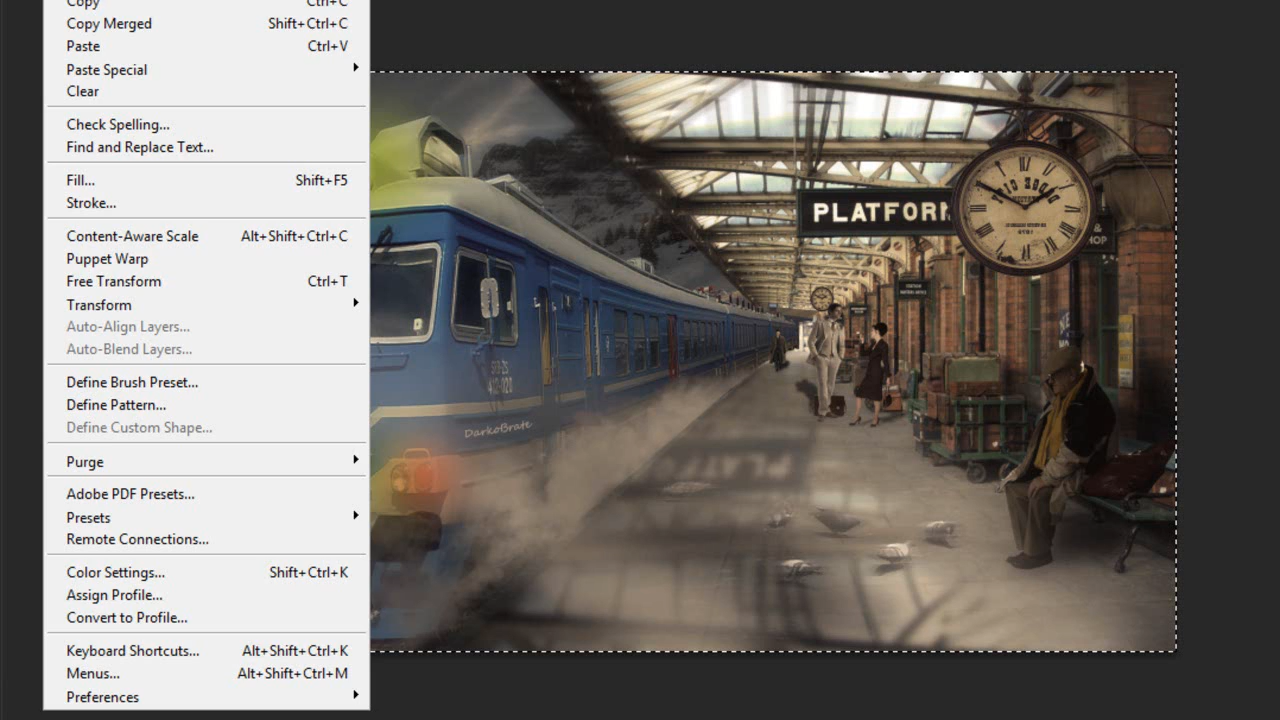 Copy Ctrl+C
Copy Merged Shift+Ctrl+C
Paste Ctrl+V
Paste Special
Clear
Check Spelling...
Find and Replace Text...
Fill... Shift+F5
Stroke...
Content-Aware Scale Alt+Shift+Ctrl+C
Puppet Warp
Free Transform Ctrl+T
Transform
Auto-Align Layers...
Auto-Blend Layers...
Define Brush Preset...
Define Pattern...
Define Custom Shape...
Purge
Adobe PDF Presets...
Presets
Remote Connections...
Color Settings... Shift+Ctrl+K
Assign Profile...
Convert to Profile...
Keyboard Shortcuts... Alt+Shift+Ctrl+K
Menus... Alt+Shift+Ctrl+M
Preferences
PLATFORM
&
HOP
DarkoBrate